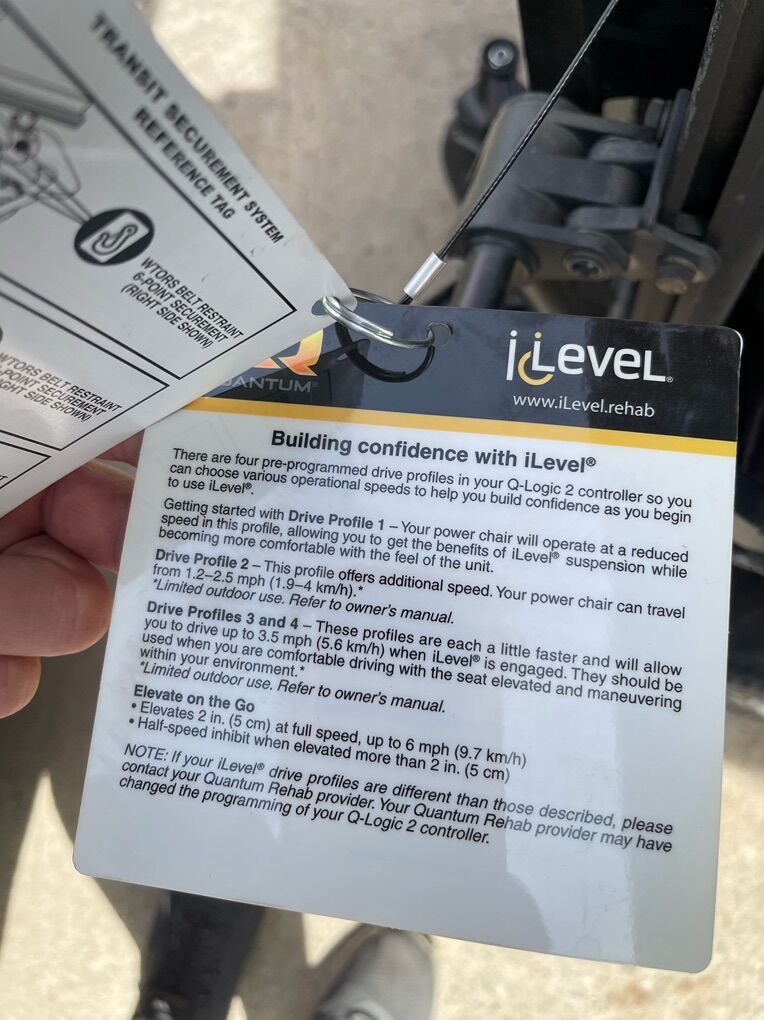 TRANSIT SECUREMENT SYSTEM
REFERENCE TAG
WTORS BELT RESTRAINT
6-POINT SECUREMENT
(RIGHT SIDE SHOWN)
WTORS BELT RESTRAINT
-POINT SECUREMENT
RIGHT SIDE SHOWN)
QUANTUM®
iLevel®
www.iLevel.rehab
Building confidence with iLevel®
There are four pre-programmed drive profiles in your Q-Logic 2 controller so you
can choose various operational speeds to help you build confidence as you begin
to use iLevel®.
Getting started with Drive Profile 1 – Your power chair will operate at a reduced
speed in this profile, allowing you to get the benefits of iLevel® suspension while
becoming more comfortable with the feel of the unit.
Drive Profile 2 – This profile offers additional speed. Your power chair can travel
from 1.2–2.5 mph (1.9–4 km/h).*
*Limited outdoor use. Refer to owner's manual.
Drive Profiles 3 and 4 – These profiles are each a little faster and will allow
you to drive up to 3.5 mph (5.6 km/h) when iLevel® is engaged. They should be
used when you are comfortable driving with the seat elevated and maneuvering
within your environment.*
*Limited outdoor use. Refer to owner's manual.
Elevate on the Go
• Elevates 2 in. (5 cm) at full speed, up to 6 mph (9.7 km/h)
• Half-speed inhibit when elevated more than 2 in. (5 cm)
NOTE: If your iLevel® drive profiles are different than those described, please
contact your Quantum Rehab provider. Your Quantum Rehab provider may have
changed the programming of your Q-Logic 2 controller.